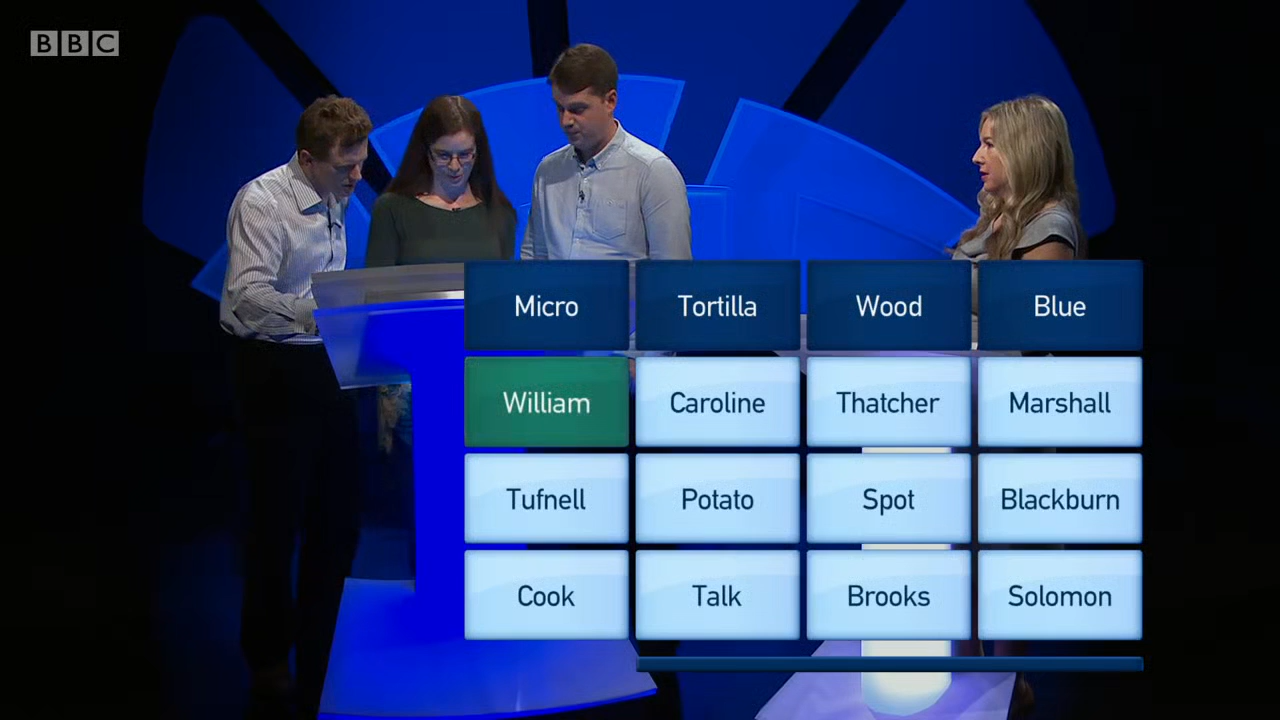 BBC
Micro
Tortilla
Wood
Blue
William
Caroline
Thatcher
Marshall
Tufnell
Potato
Spot
Blackburn
Cook
Talk
Brooks
Solomon